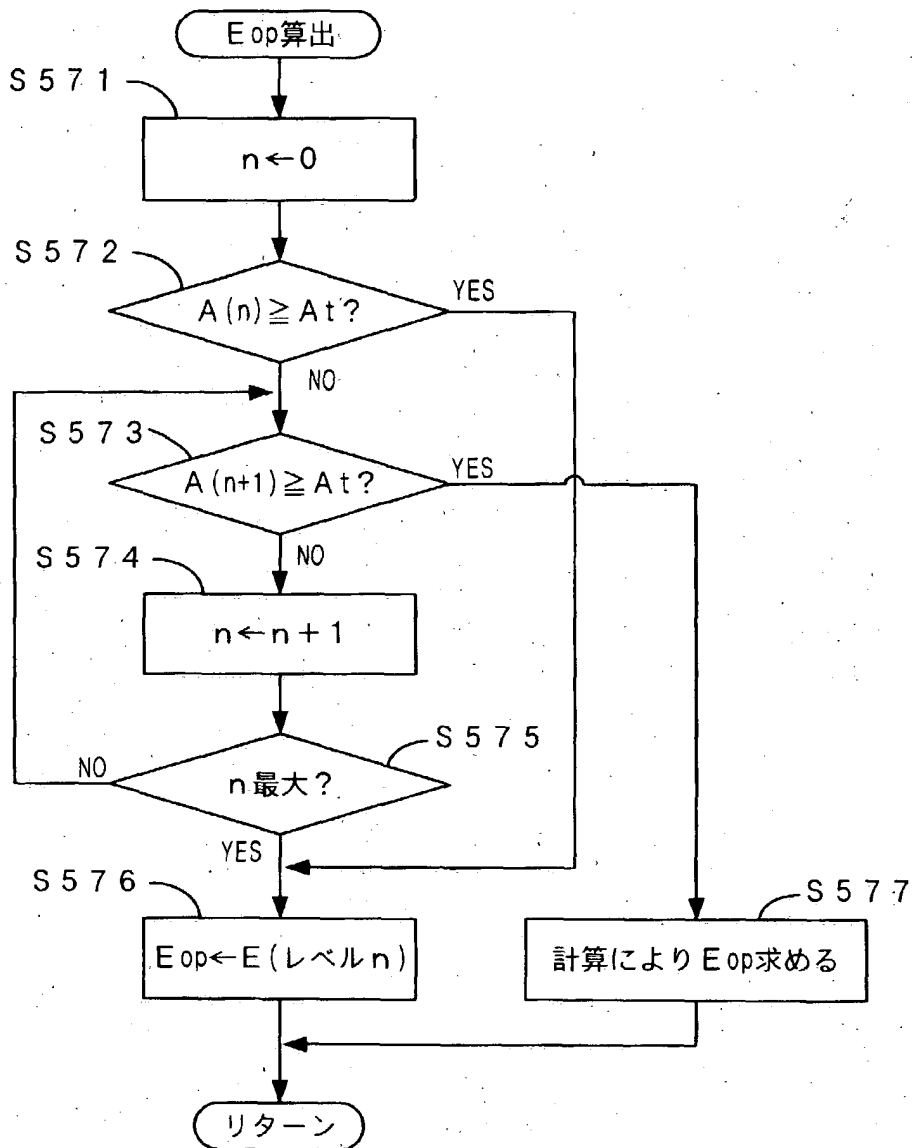 Eop算出
S571
n←0
S572
A(n)≧At?
YES
NO
S573
A(n+1)≧At?
YES
NO
S574
n←n+1
S575
n最大?
NO
YES
S576
Eop←E(レベルn)
S577
計算によりEop求める
リターン